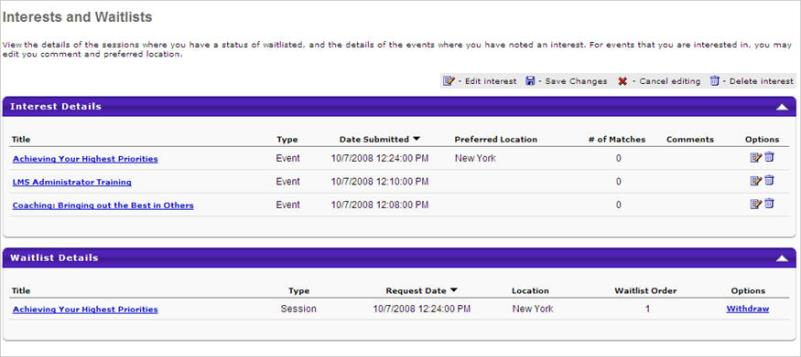 Interests and Waitlists
View the details of the sessions where you have a status of waitlisted, and the details of the events where you have noted an interest. For events that you are interested in, you may
edit you comment and preferred location.
- Edit interest - Save Changes - Cancel editing - Delete interest
Interest Details
Title Type Date Submitted Preferred Location # of Matches Comments Options
Achieving Your Highest Priorities Event 10/7/2008 12:24:00 PM New York 0
LMS Administrator Training Event 10/7/2008 12:10:00 PM 0
Coaching: Bringing out the Best in Others Event 10/7/2008 12:08:00 PM 0
Waitlist Details
Title Type Request Date Location Waitlist Order Options
Achieving Your Highest Priorities Session 10/7/2008 12:24:00 PM New York 1 Withdraw